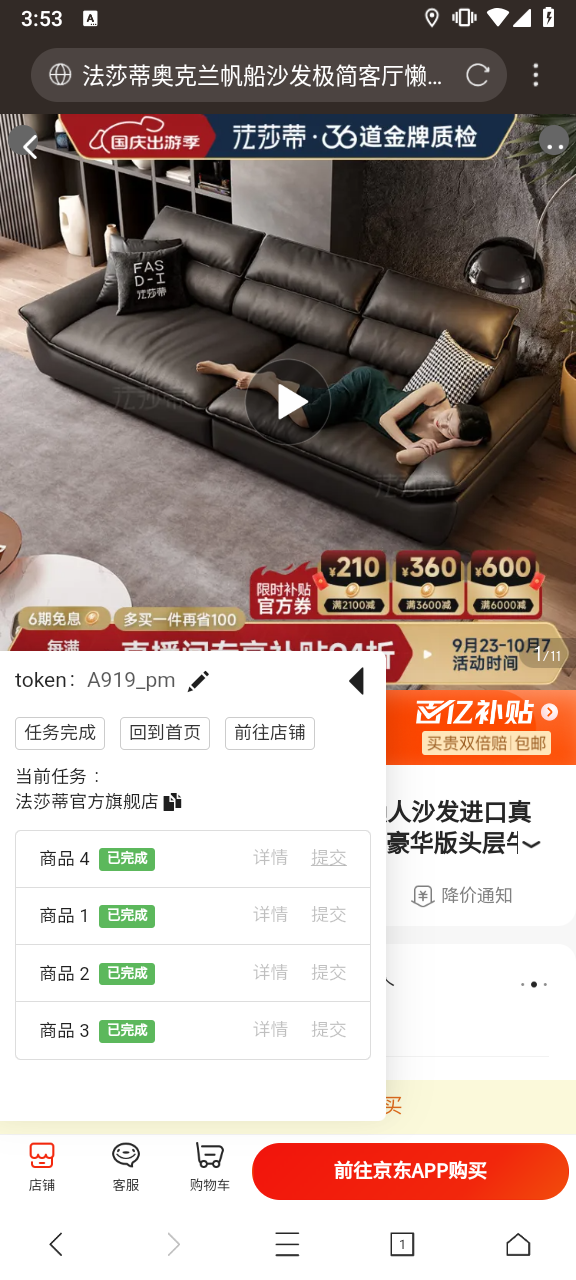 3:53
A
法莎蒂奥克兰帆船沙发极简客厅懒...
国庆出游季 法莎蒂·36道金牌质检
FAS
D-I
法莎蒂
法莎蒂
法莎蒂
限时补贴
官方券
¥210
满2100减
¥360
满3600减
¥600
满6000减
6期免息 多买一件再省100
每满
9月23-10月7
活动时间
1/11
token: A919_pm
任务完成 回到首页 前往店铺
当前任务：
法莎蒂官方旗舰店
商品 4 已完成 详情 提交
商品 1 已完成 详情 提交
商品 2 已完成 详情 提交
商品 3 已完成 详情 提交
百亿补贴
买贵双倍赔 包邮
人沙发进口真
豪华版头层牛
降价通知
买
店铺 客服 购物车
前往京东APP购买
1